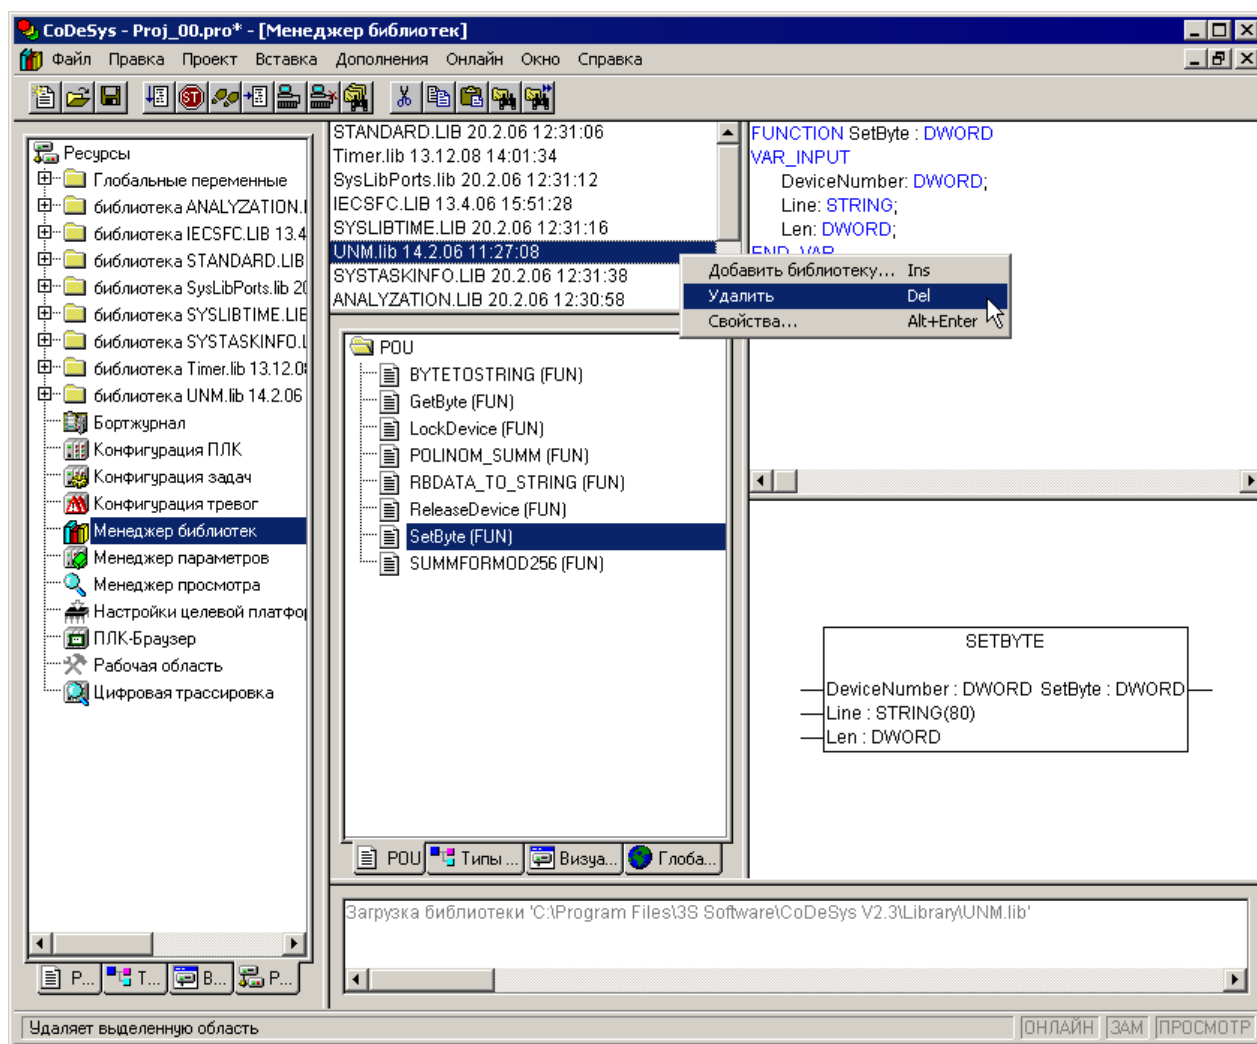 CoDeSys - Proj_00.pro* - [Менеджер библиотек]
Файл Правка Проект Вставка Дополнения Онлайн Окно Справка
Ресурсы
Глобальные переменные
библиотека ANALYZATION.l
библиотека IECSFC.LIB 13.4
библиотека STANDARD.LIB
библиотека SysLibPorts.lib 20
библиотека SYSLIBTIME.LIB
библиотека SYSTASKINFO.L
библиотека Timer.lib 13.12.08
библиотека UNM.lib 14.2.06
Бортжурнал
Конфигурация ПЛК
Конфигурация задач
Конфигурация тревог
Менеджер библиотек
Менеджер параметров
Менеджер просмотра
Настройки целевой платфор
ПЛК-Браузер
Рабочая область
Цифровая трассировка
Р... Т... В... Р...
STANDARD.LIB 20.2.06 12:31:06
Timer.lib 13.12.08 14:01:34
SysLibPorts.lib 20.2.06 12:31:12
IECSFC.LIB 13.4.06 15:51:28
SYSLIBTIME.LIB 20.2.06 12:31:16
UNM.lib 14.2.06 11:27:08
SYSTASKINFO.LIB 20.2.06 12:31:38
ANALYZATION.LIB 20.2.06 12:30:58
POU
BYTETOSTRING (FUN)
GetByte (FUN)
LockDevice (FUN)
POLINOM_SUMM (FUN)
RBDATA_TO_STRING (FUN)
ReleaseDevice (FUN)
SetByte (FUN)
SUMMFORMOD256 (FUN)
POU Типы ... Визуа... Глоба...
FUNCTION SetByte : DWORD
VAR_INPUT
DeviceNumber: DWORD;
Line: STRING;
Len: DWORD;
END_VAR
Добавить библиотеку... Ins
Удалить Del
Свойства... Alt+Enter
SETBYTE
DeviceNumber : DWORD SetByte : DWORD
Line : STRING(80)
Len : DWORD
Загрузка библиотеки 'C:\Program Files\3S Software\CoDeSys V2.3\Library\UNM.lib'
Удаляет выделенную область
ОНЛАЙН ЗАМ ПРОСМОТР